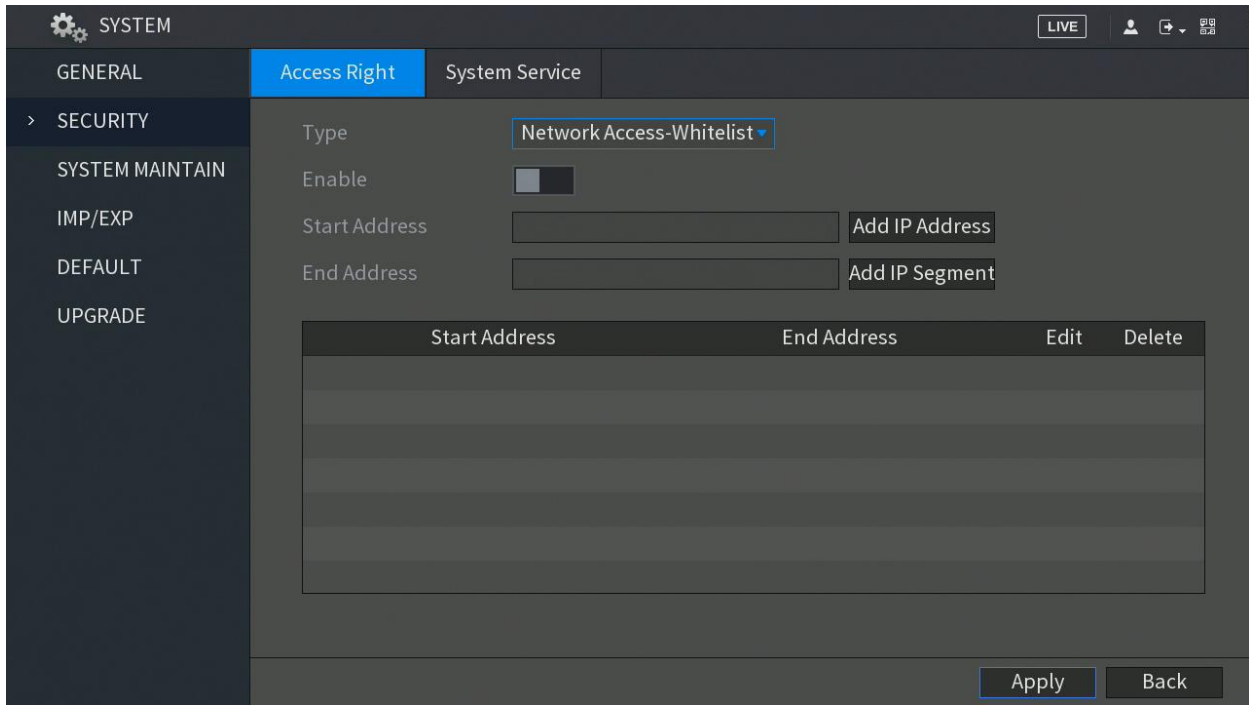 SYSTEM LIVE
GENERAL Access Right System Service
> SECURITY
Type Network Access-Whitelist
SYSTEM MAINTAIN
Enable
IMP/EXP
Start Address Add IP Address
DEFAULT
End Address Add IP Segment
UPGRADE
Start Address End Address Edit Delete
Apply Back